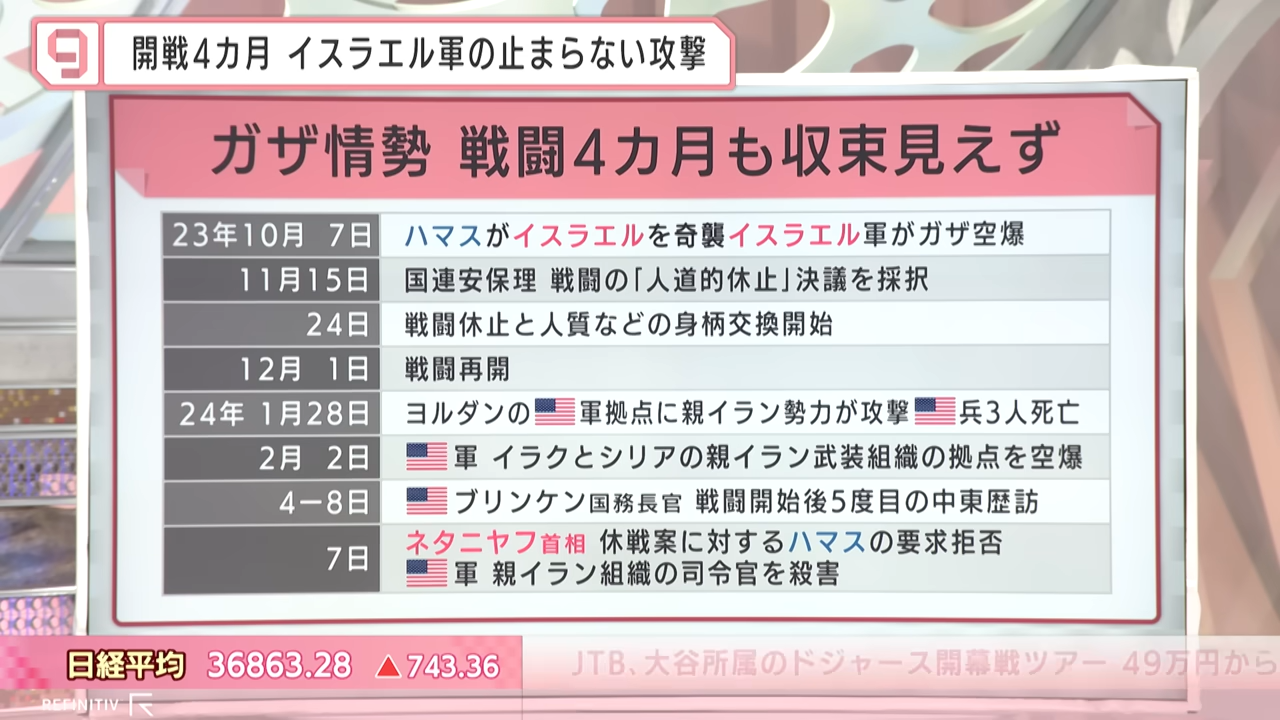 9
開戦4カ月 イスラエル軍の止まらない攻撃
ガザ情勢 戦闘4カ月も収束見えず
23年10月 7日 ハマスがイスラエルを奇襲イスラエル軍がガザ空爆
11月15日 国連安保理 戦闘の「人道的休止」決議を採択
24日 戦闘休止と人質などの身柄交換開始
12月 1日 戦闘再開
24年 1月28日 ヨルダンの軍拠点に親イラン勢力が攻撃兵3人死亡
2月 2日 軍 イラクとシリアの親イラン武装組織の拠点を空爆
4ー8日 ブリンケン国務長官 戦闘開始後5度目の中東歴訪
7日 ネタニヤフ首相 休戦案に対するハマスの要求拒否
軍 親イラン組織の司令官を殺害
日経平均 36863.28 ▲743.36
JTB、大谷所属のドジャース開幕戦ツアー 49万円から
REFINITIV